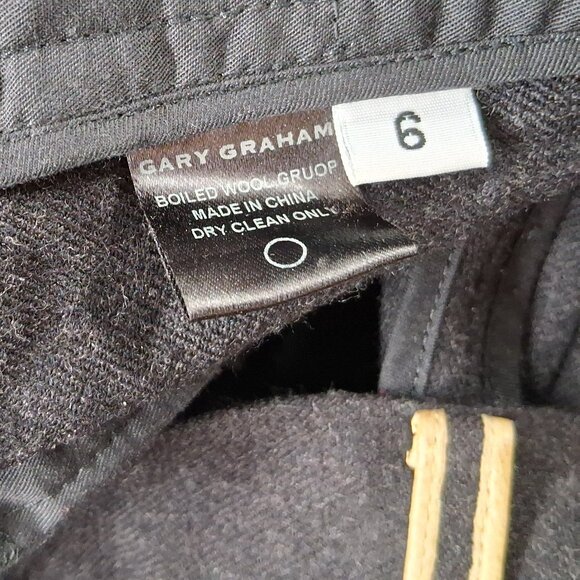 GARY GRAHAM
6
BOILED WOOL GRUOP
MADE IN CHINA
DRY CLEAN ONLY